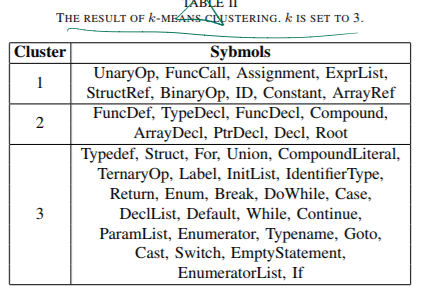 TABLE II
THE RESULT OF k-MEANS CLUSTERING. k IS SET TO 3.
Cluster Sybmols
1 UnaryOp, FuncCall, Assignment, ExprList,
StructRef, BinaryOp, ID, Constant, ArrayRef
2 FuncDef, TypeDecl, FuncDecl, Compound,
ArrayDecl, PtrDecl, Decl, Root
3 Typedef, Struct, For, Union, CompoundLiteral,
TernaryOp, Label, InitList, IdentifierType,
Return, Enum, Break, DoWhile, Case,
DeclList, Default, While, Continue,
ParamList, Enumerator, Typename, Goto,
Cast, Switch, EmptyStatement,
EnumeratorList, If